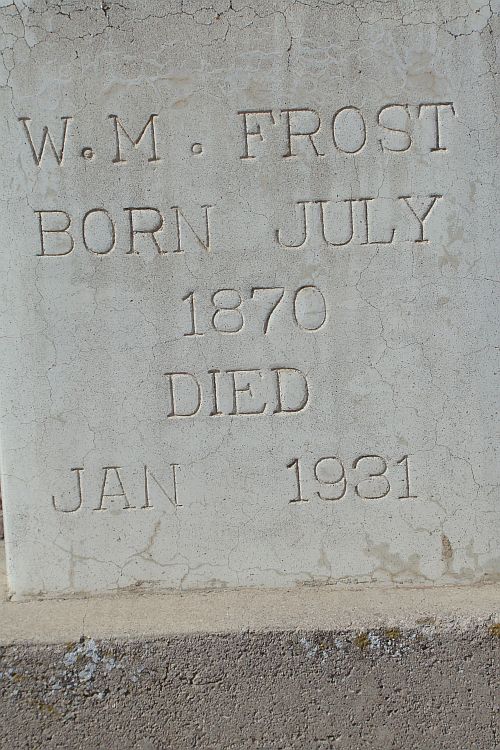 W.M. FROST
BORN JULY
1870
DIED
JAN 1931